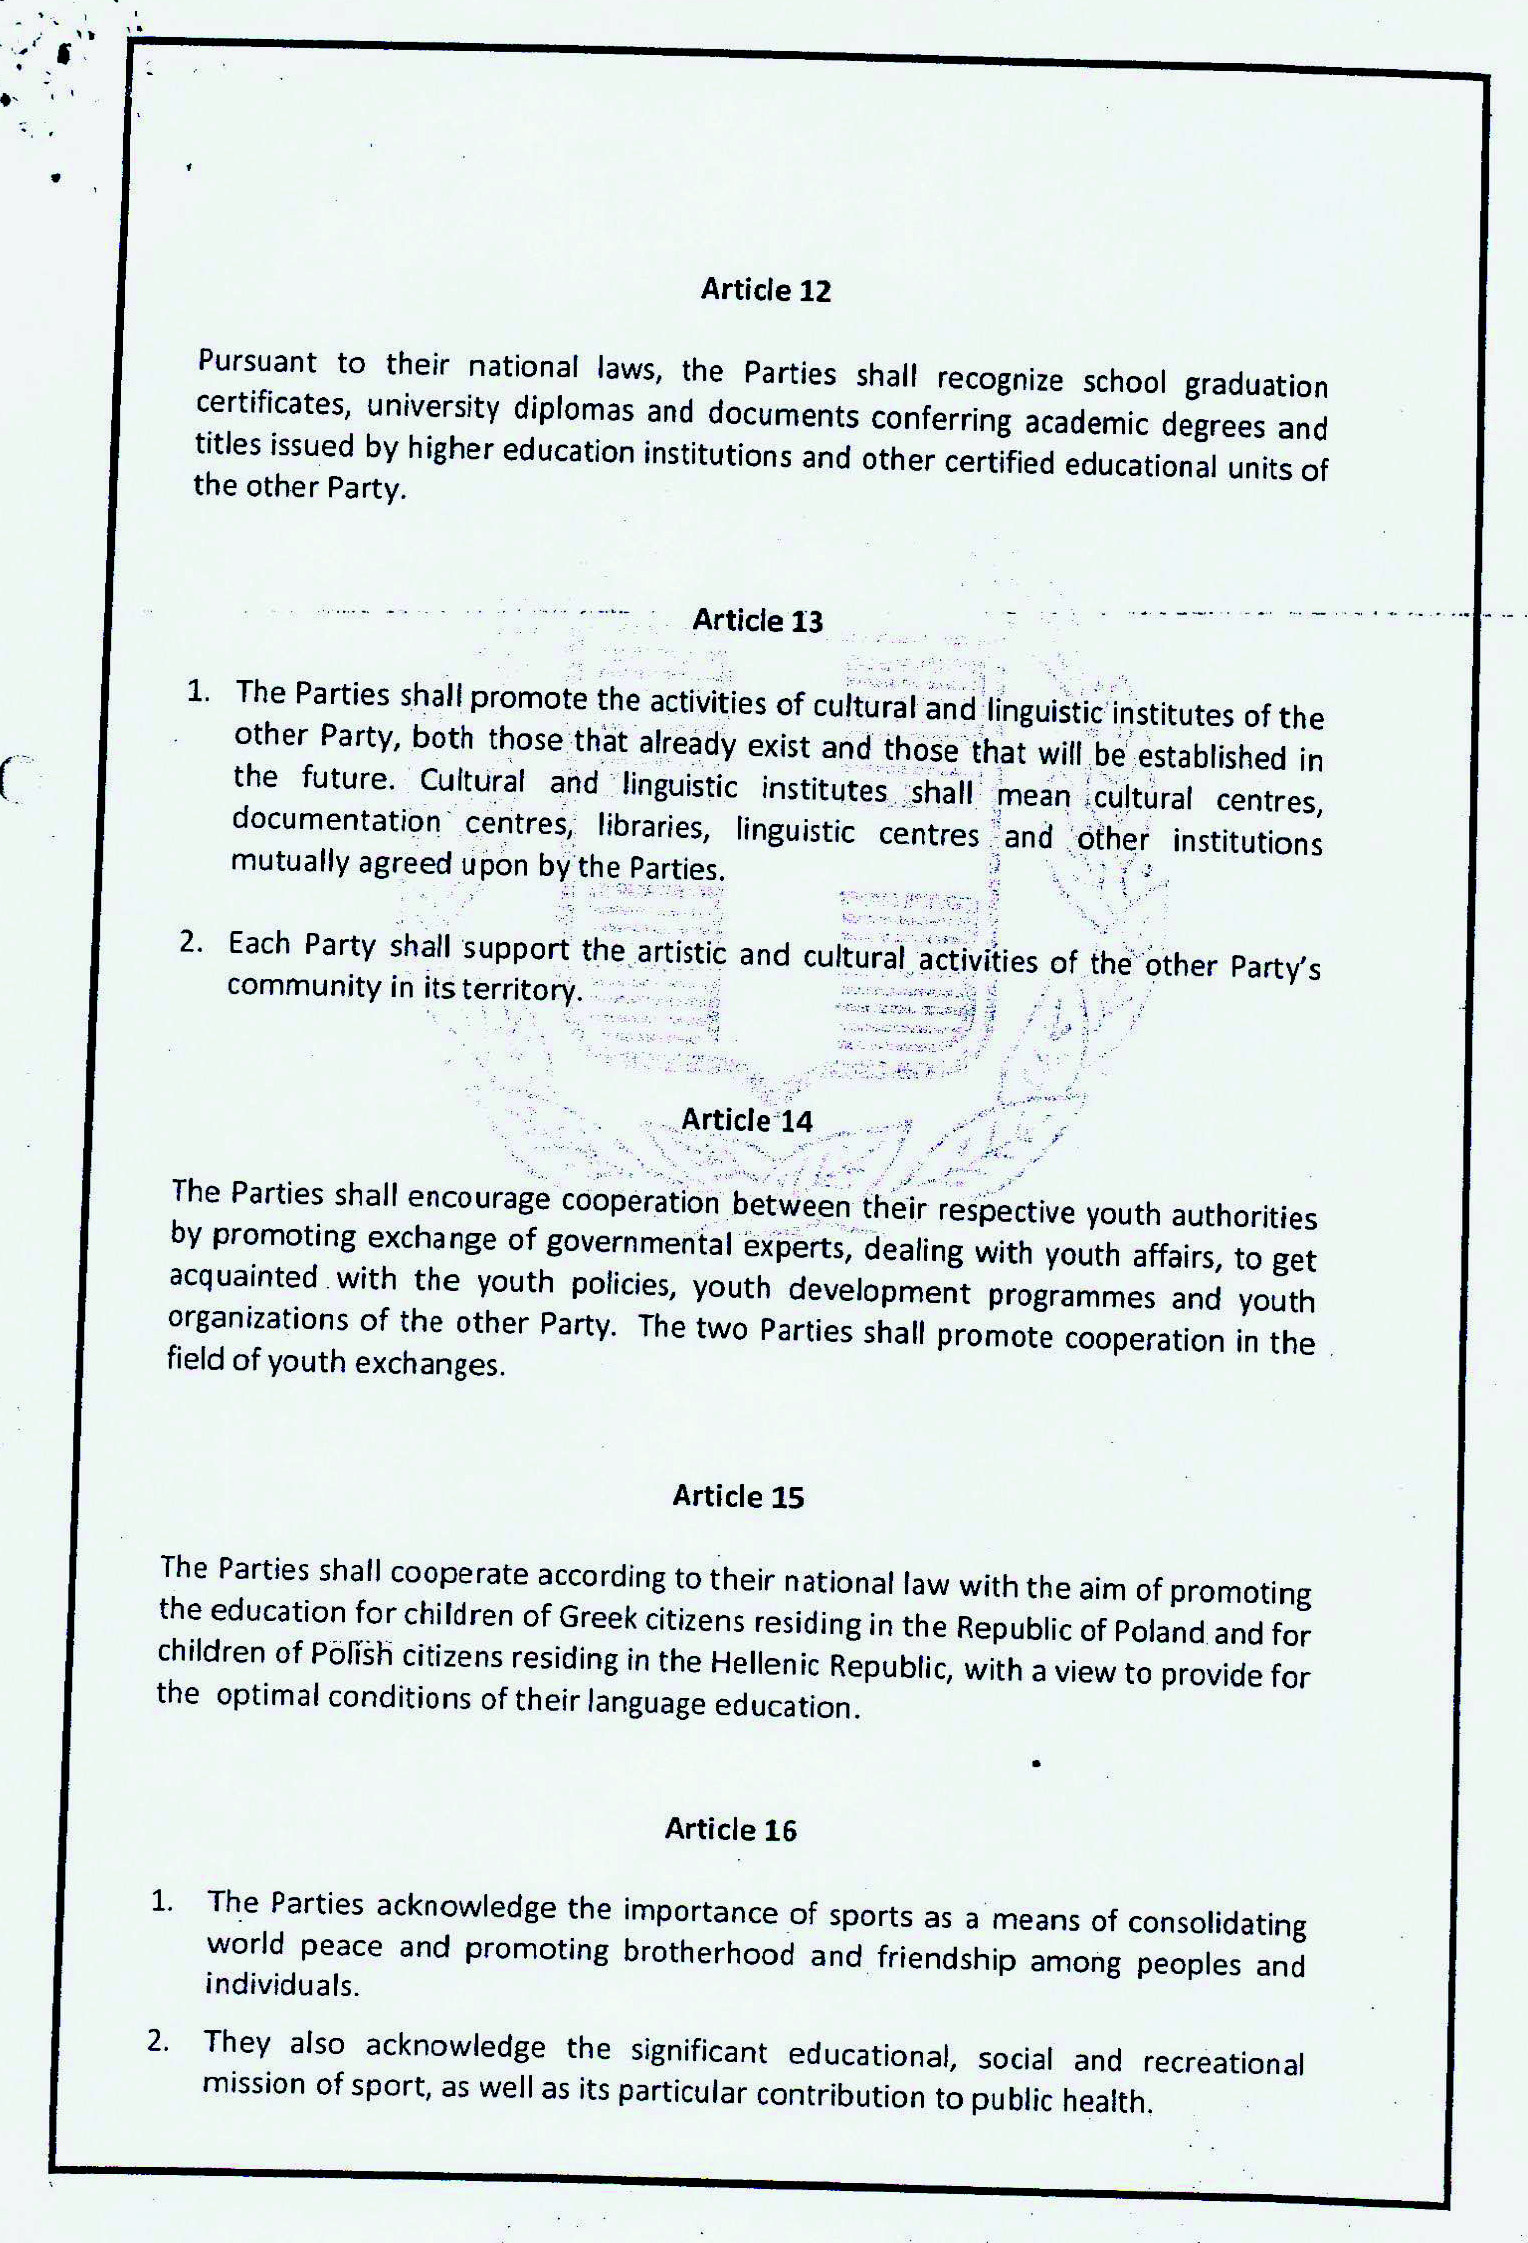 Article 12
Pursuant to their national laws, the Parties shall recognize school graduation
certificates, university diplomas and documents conferring academic degrees and
titles issued by higher education institutions and other certified educational units of
the other Party.
Article 13
1. The Parties shall promote the activities of cultural and linguistic institutes of the
other Party, both those that already exist and those that will be established in
the future. Cultural and linguistic institutes shall mean cultural centres,
documentation centres, libraries, linguistic centres and other institutions
mutually agreed upon by the Parties.
2. Each Party shall support the artistic and cultural activities of the other Party's
community in its territory.
Article 14
The Parties shall encourage cooperation between their respective youth authorities
by promoting exchange of governmental experts, dealing with youth affairs, to get
acquainted with the youth policies, youth development programmes and youth
organizations of the other Party. The two Parties shall promote cooperation in the
field of youth exchanges.
Article 15
The Parties shall cooperate according to their national law with the aim of promoting
the education for children of Greek citizens residing in the Republic of Poland and for
children of Polish citizens residing in the Hellenic Republic, with a view to provide for
the optimal conditions of their language education.
Article 16
1. The Parties acknowledge the importance of sports as a means of consolidating
world peace and promoting brotherhood and friendship among peoples and
individuals.
2. They also acknowledge the significant educational, social and recreational
mission of sport, as well as its particular contribution to public health.